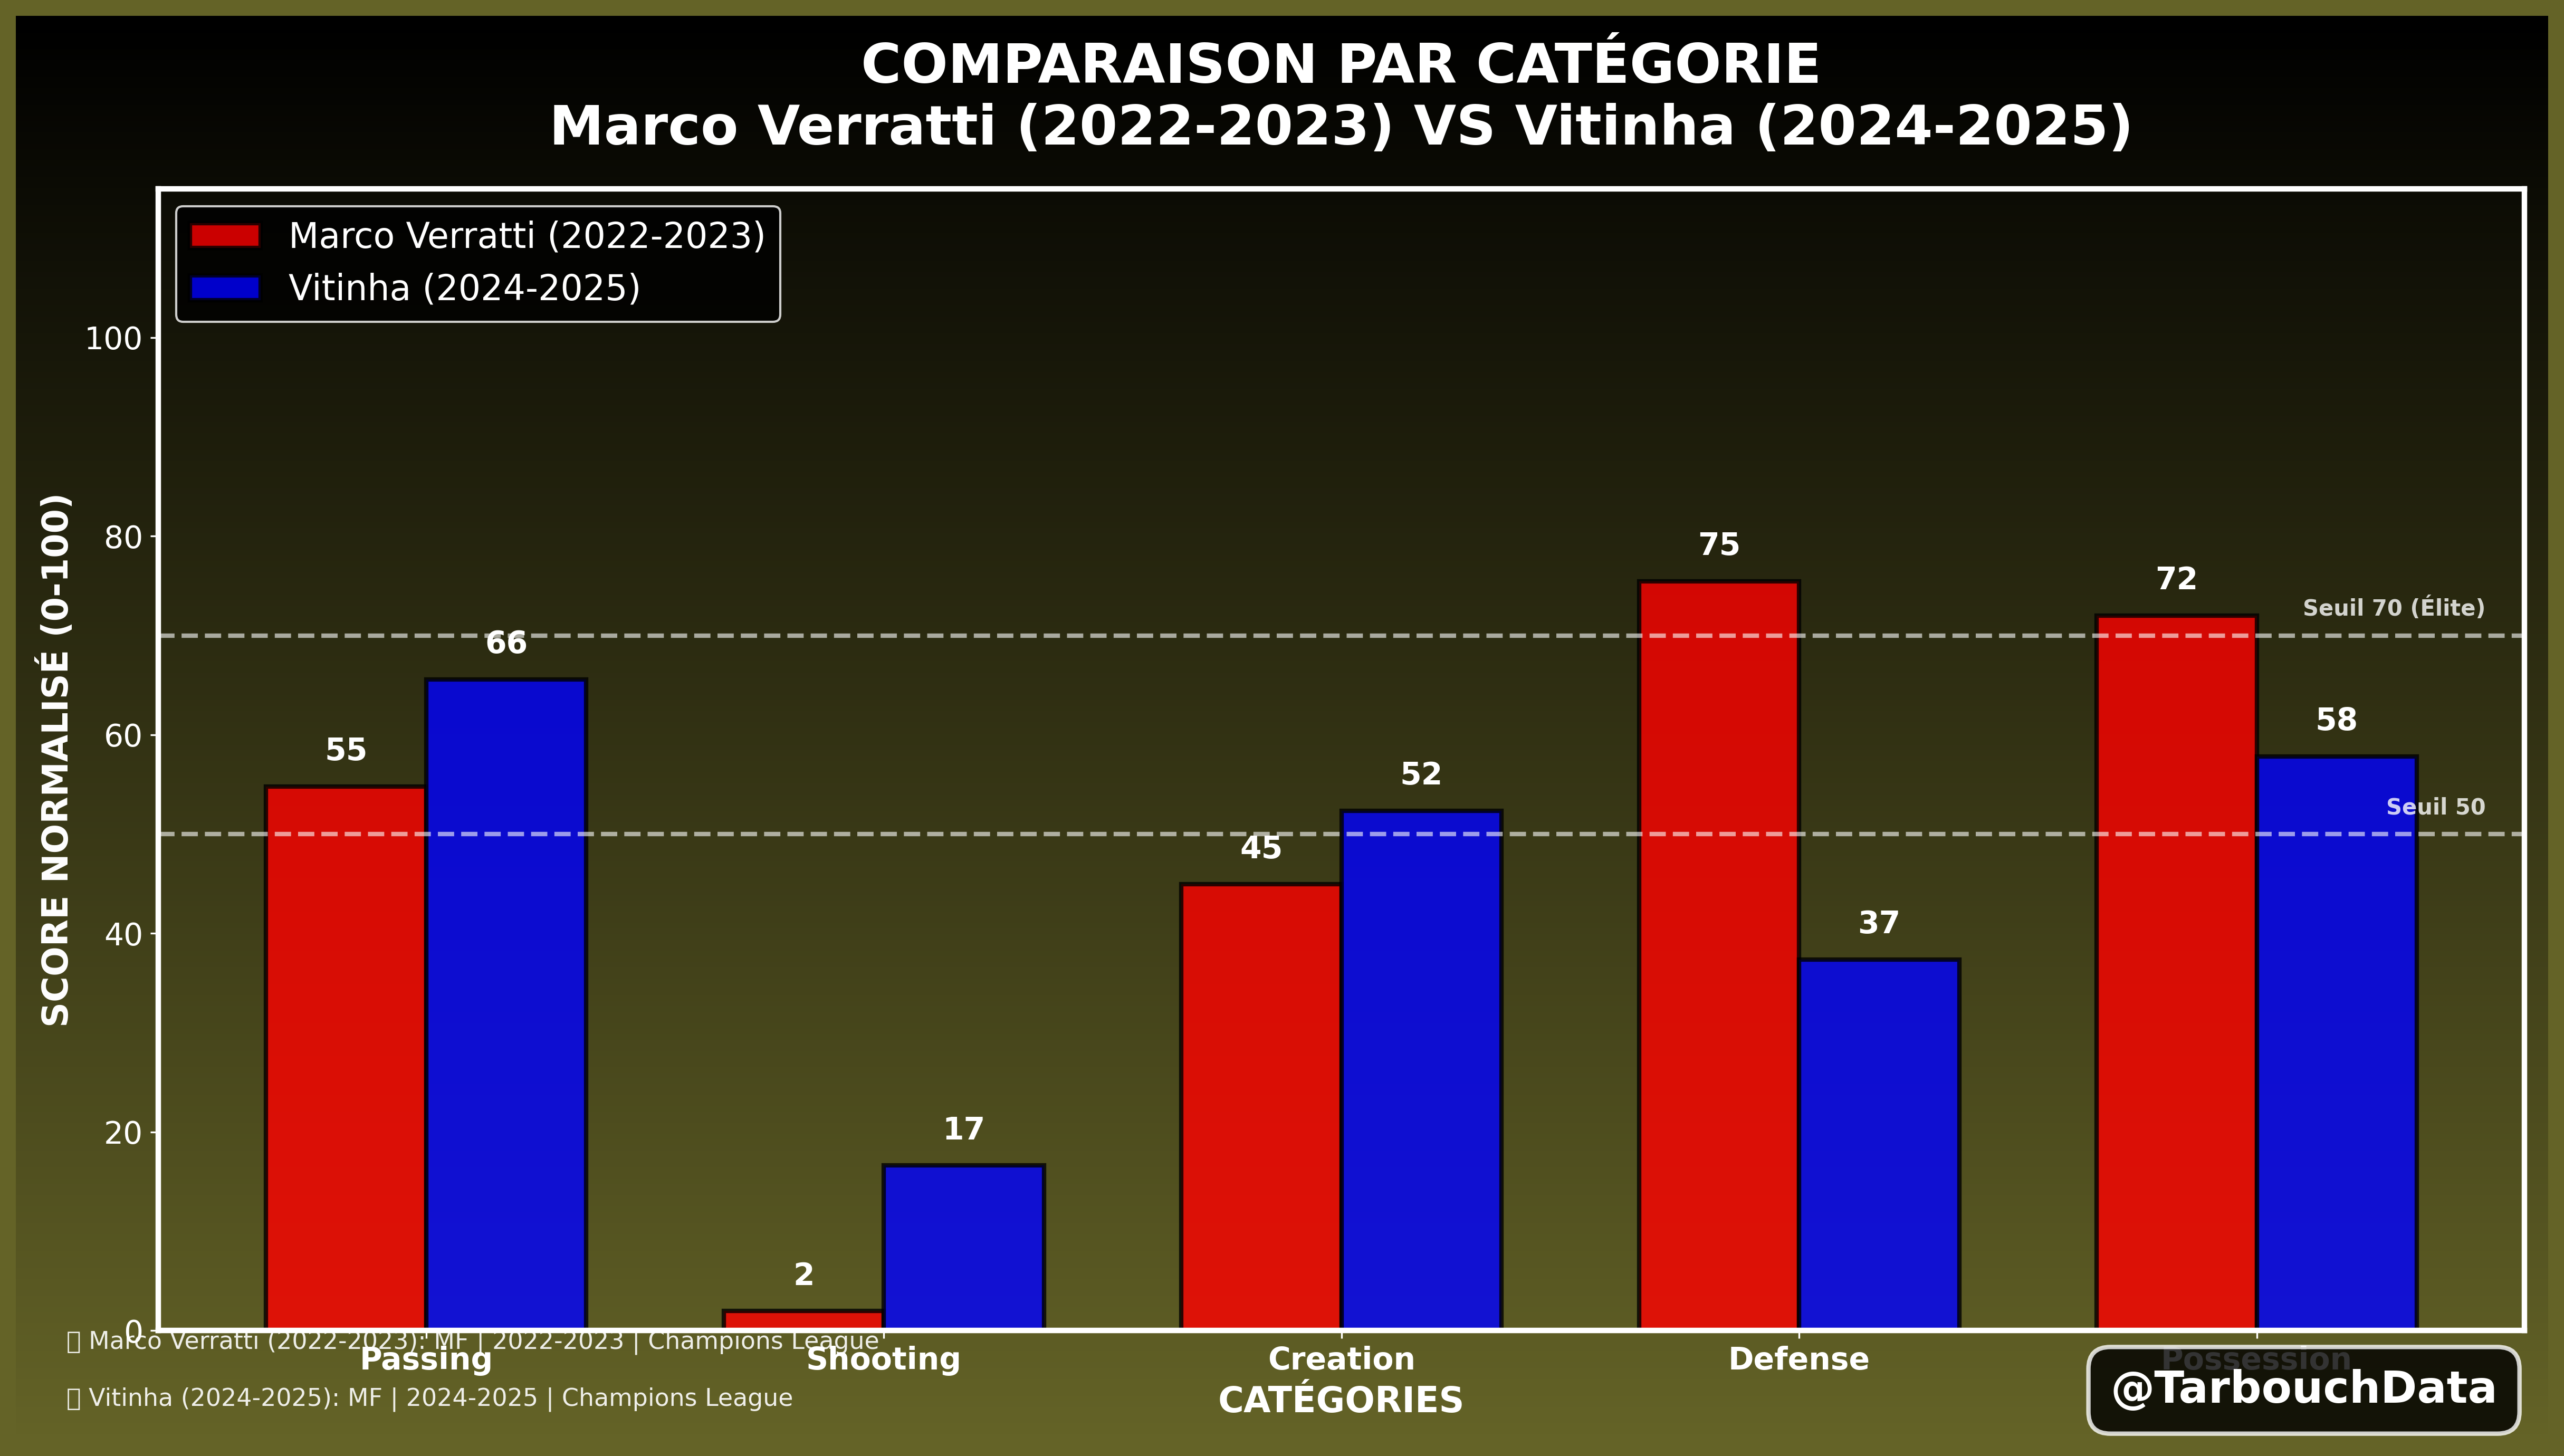 COMPARAISON PAR CATÉGORIE
Marco Verratti (2022-2023) VS Vitinha (2024-2025)
Marco Verratti (2022-2023)
Vitinha (2024-2025)
SCORE NORMALISÉ (0-100)
100
80
60
40
20
0
55
66
2
17
45
52
75
37
72
58
Seuil 70 (Élite)
Seuil 50
Marco Verratti (2022-2023): MF | 2022-2023 | Champions League
Passing
Shooting
Creation
Defense
Possession
Vitinha (2024-2025): MF | 2024-2025 | Champions League
CATÉGORIES
@TarbouchData